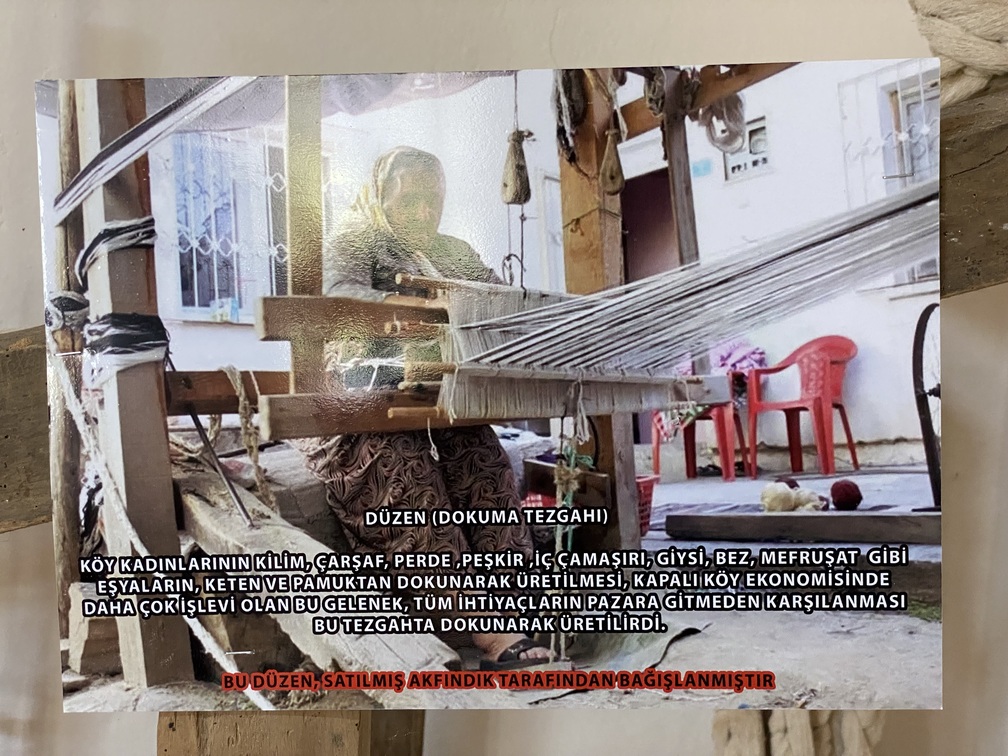 DÜZEN (DOKUMA TEZGAHI)
KÖY KADINLARININ KİLİM, ÇARŞAF, PERDE ,PEŞKİR ,İÇ ÇAMAŞIRI, GİYSİ, BEZ, MEFRUŞAT GİBİ
EŞYALARIN, KETEN VE PAMUKTAN DOKUNARAK ÜRETİLMESİ, KAPALI KÖY EKONOMİSİNDE
DAHA ÇOK İŞLEVİ OLAN BU GELENEK, TÜM İHTİYAÇLARIN PAZARA GİTMEDEN KARŞILANMASI
BU TEZGAHTA DOKUNARAK ÜRETİLİRDİ.
BU DÜZEN, SATILMIŞ AKFINDIK TARAFINDAN BAĞIŞLANMIŞTIR